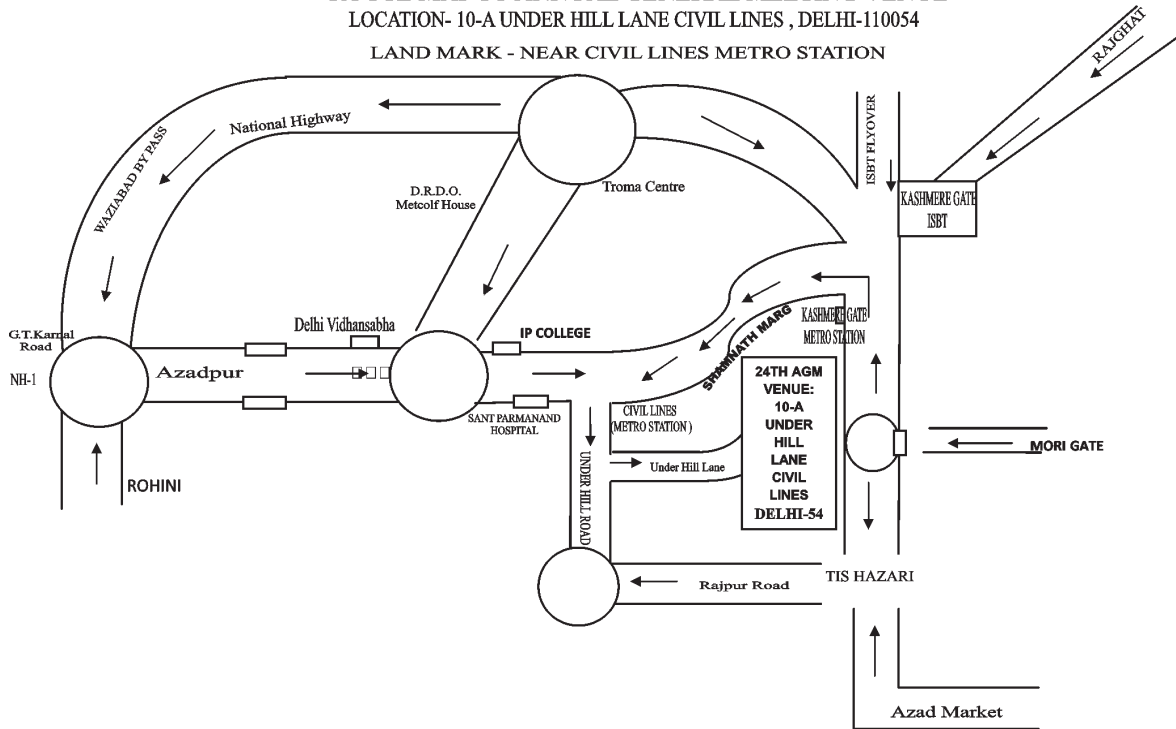 LOCATION- 10-A UNDER HILL LANE CIVIL LINES , DELHI-110054
LAND MARK - NEAR CIVIL LINES METRO STATION
RAJGHAT
National Highway
WAZIABAD BY PASS
ISBT FLYOVER
Troma Centre
D.R.D.O.
Metcolf House
KASHMERE GATE
ISBT
G.T.Karnal
Road
NH-1
Delhi Vidhansabha
IP COLLEGE
Azadpur
SHAMNATH MARG
KASHMERE GATE
METRO STATION
SANT PARMANAND
HOSPITAL
CIVIL LINES
(METRO STATION )
24TH AGM
VENUE:
10-A
UNDER
HILL
LANE
CIVIL
LINES
DELHI-54
MORI GATE
Under Hill Lane
UNDER HILL ROAD
ROHINI
Rajpur Road
TIS HAZARI
Azad Market